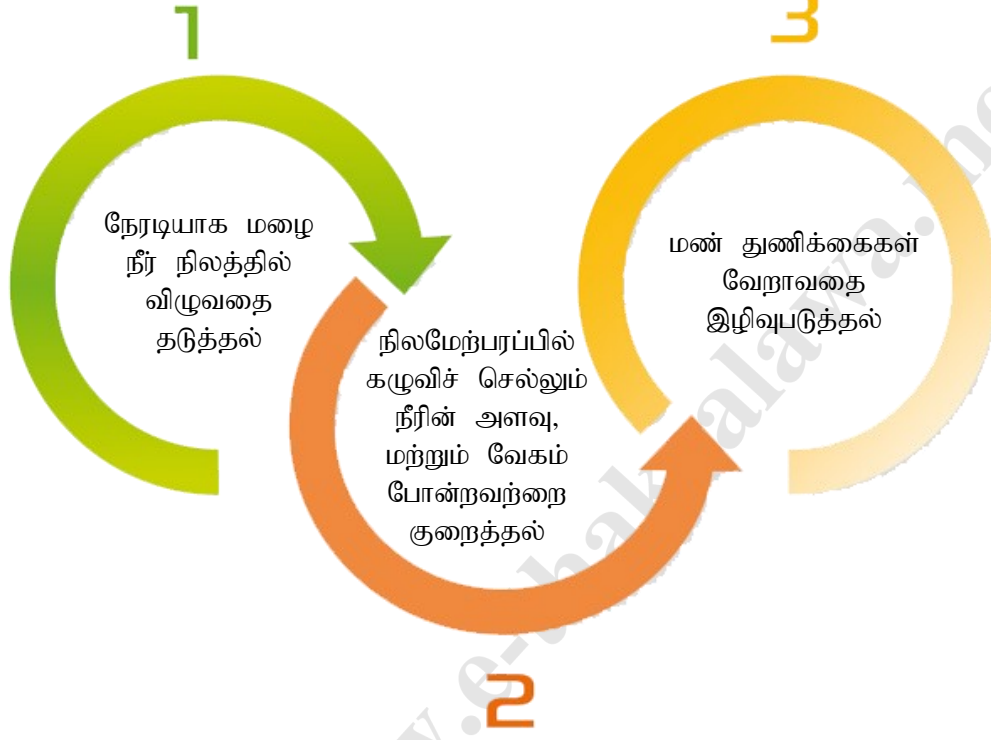 1
நேரடியாக மழை
நீர் நிலத்தில்
விழுவதை
தடுத்தல்
நிலமேற்பரப்பில்
கழுவிச் செல்லும்
நீரின் அளவு,
மற்றும் வேகம்
போன்றவற்றை
குறைத்தல்
2
3
மண் துணிக்கைகள்
வேறாவதை
இழிவுபடுத்தல்